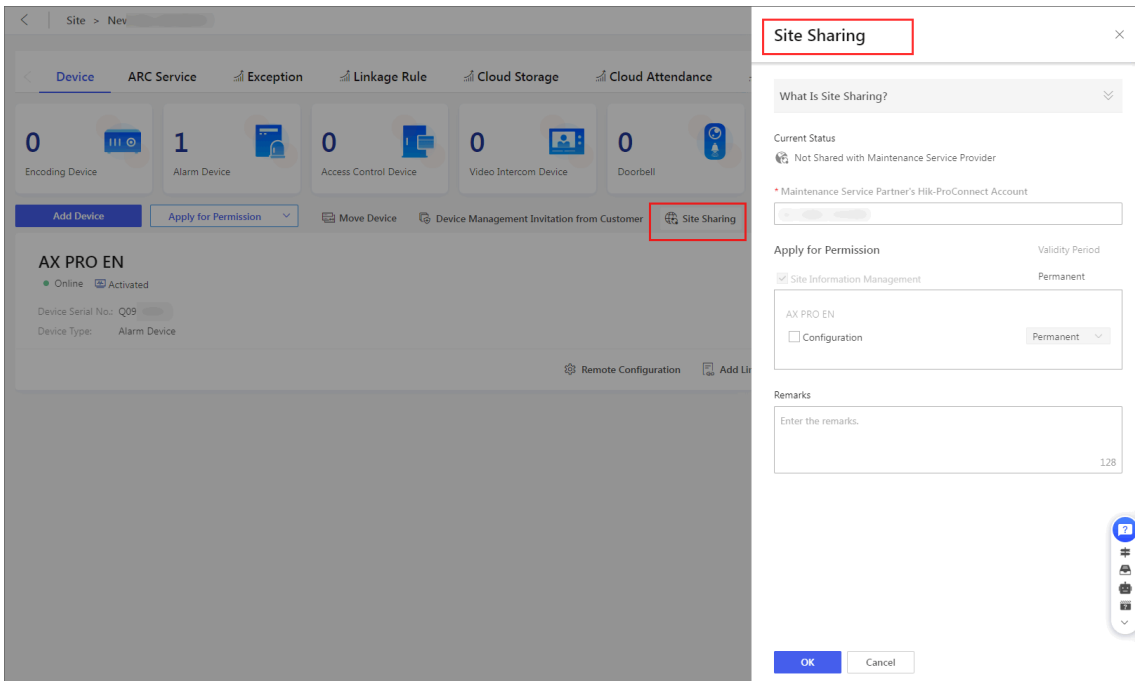 Site > New
Device ARC Service Exception Linkage Rule Cloud Storage Cloud Attendance
0
Encoding Device
1
Alarm Device
0
Access Control Device
0
Video Intercom Device
0
Doorbell
Add Device Apply for Permission Move Device Device Management Invitation from Customer Site Sharing
AX PRO EN
Online Activated
Device Serial No.: Q09
Device Type: Alarm Device
Remote Configuration Add Lin
Site Sharing
What Is Site Sharing?
Current Status
Not Shared with Maintenance Service Provider
* Maintenance Service Partner's Hik-ProConnect Account
Apply for Permission Validity Period
Site Information Management Permanent
AX PRO EN
Configuration Permanent
Remarks
Enter the remarks.
128
OK Cancel